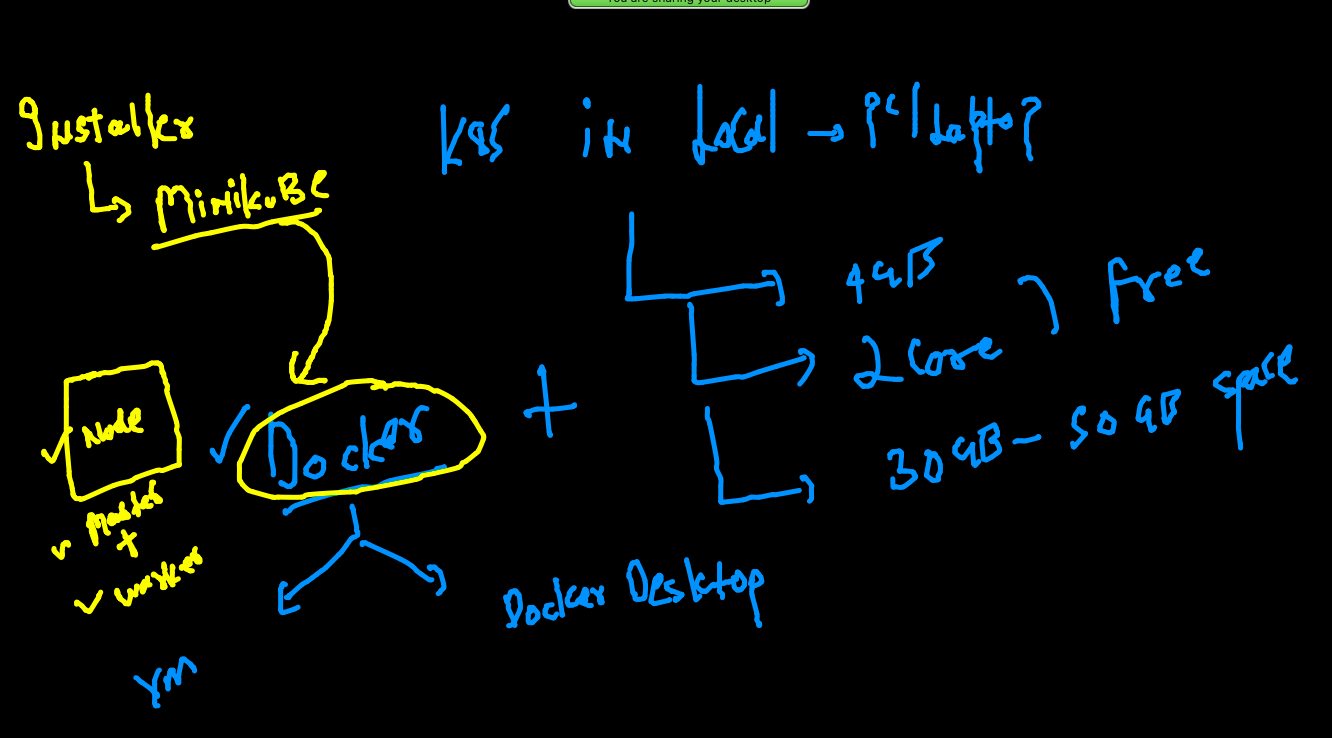 You are sharing your desktop
Installer
Minikube
K8S in Local → PC/Laptop
4GB
2 Core
free
30GB - 50GB space
Node
Master
+
Worker
Docker
+
Docker Desktop
VM